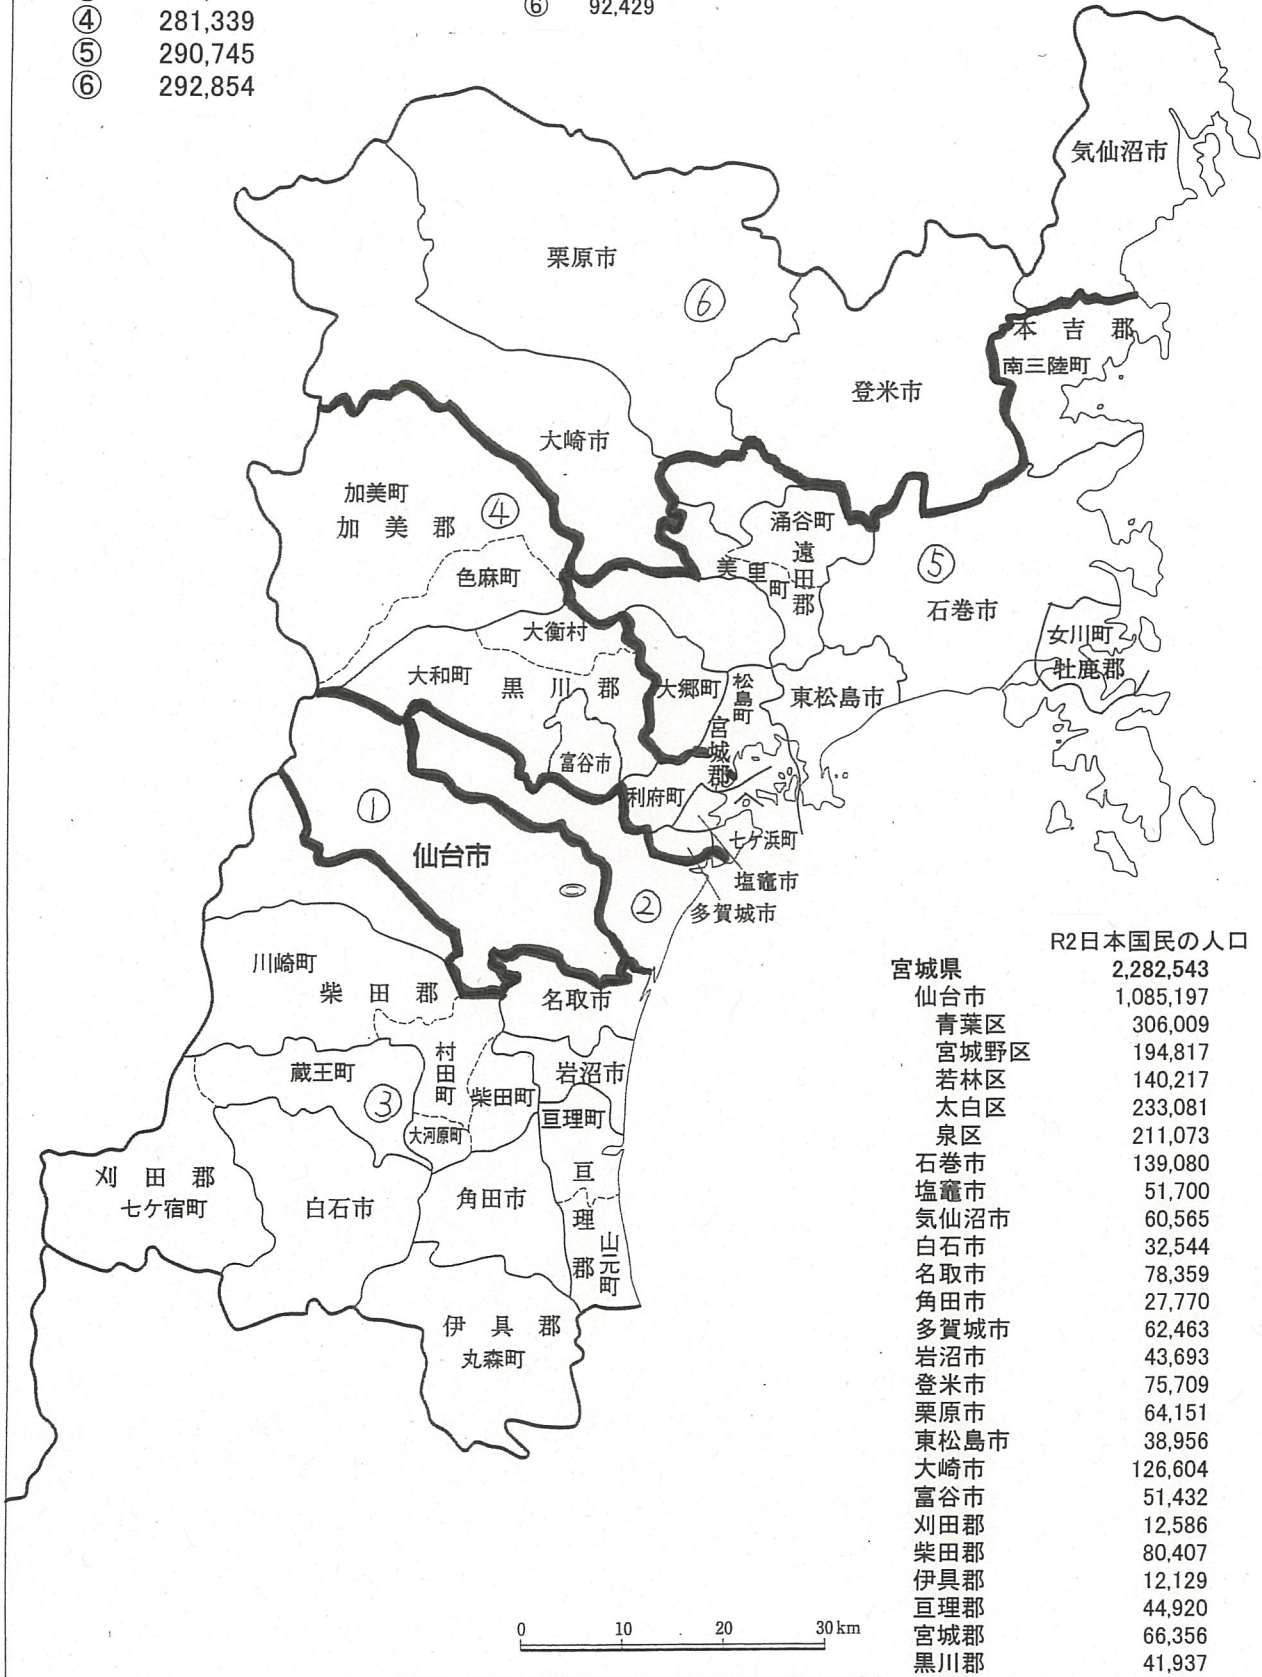 ④ 281,339
⑤ 290,745
⑥ 292,854
⑥ 92,429
気仙沼市
栗原市
⑥
本吉郡
南三陸町
登米市
大崎市
加美町
加美郡
④
色麻町
涌谷町
遠田郡
美里町
⑤
石巻市
女川町
牡鹿郡
大衡村
大和町
黒川郡
大郷町
松島町
宮城郡
東松島市
富谷市
利府町
七ケ浜町
塩竈市
多賀城市
①
仙台市
②
川崎町
柴田郡
名取市
村田町
蔵王町
③
柴田町
岩沼市
大河原町
亘理町
亘理郡
山元町
刈田郡
七ケ宿町
白石市
角田市
伊具郡
丸森町
0 10 20 30km
R2日本国民の人口
宮城県 2,282,543
仙台市 1,085,197
青葉区 306,009
宮城野区 194,817
若林区 140,217
太白区 233,081
泉区 211,073
石巻市 139,080
塩竈市 51,700
気仙沼市 60,565
白石市 32,544
名取市 78,359
角田市 27,770
多賀城市 62,463
岩沼市 43,693
登米市 75,709
栗原市 64,151
東松島市 38,956
大崎市 126,604
富谷市 51,432
刈田郡 12,586
柴田郡 80,407
伊具郡 12,129
亘理郡 44,920
宮城郡 66,356
黒川郡 41,937